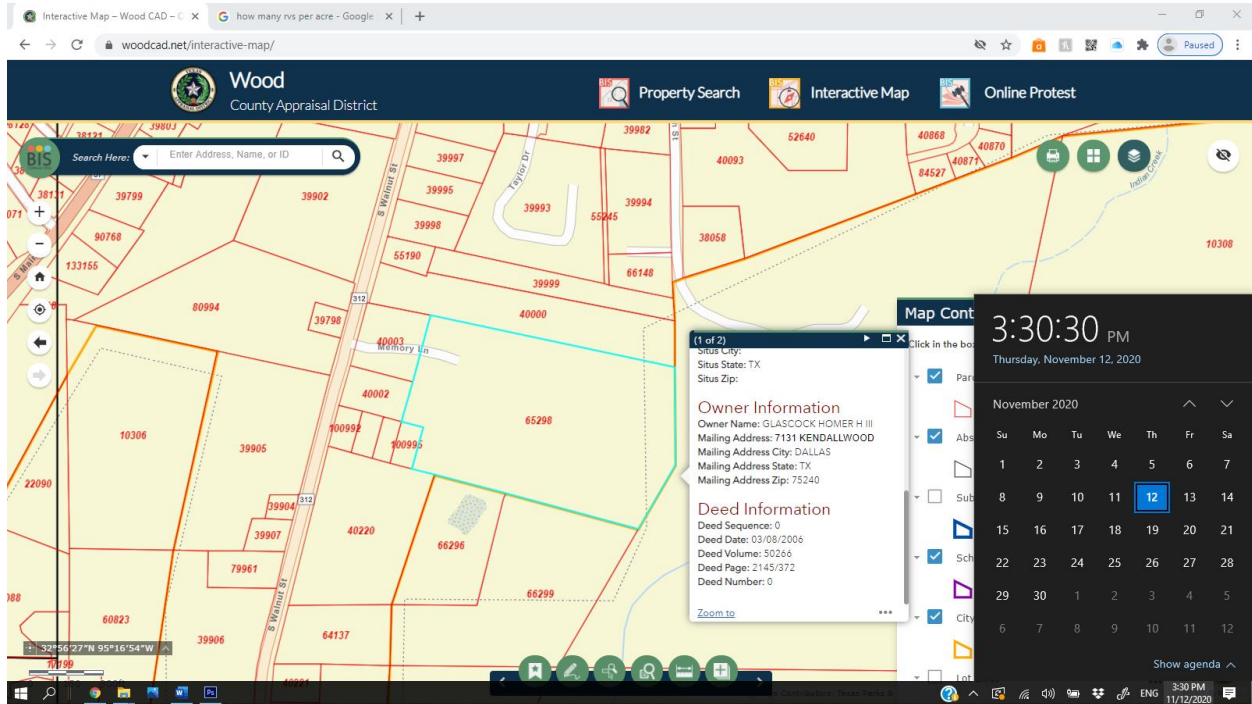 Interactive Map – Wood CAD – C
how many rvs per acre - Google
woodcad.net/interactive-map/
Paused
Wood
County Appraisal District
Property Search
Interactive Map
Online Protest
BIS
Search Here:
Enter Address, Name, or ID
38121
39803
39982
52640
40868
40870
40871
84527
40093
39997
Taylor Dr
Indian Creek
38131
39799
39902
S Walnut St
39995
39993
39994
55245
39998
38058
10308
90768
133155
55190
66148
39999
80994
312
39798
40000
40003
Memory Ln
40002
65298
100992
100995
10306
39905
22090
39904
312
39907
40220
66296
79961
66299
60823
S Walnut St
39906
64137
32°56'27"N 95°16'54"W
(1 of 2)
Situs City:
Situs State: TX
Situs Zip:
Owner Information
Owner Name: GLASCOCK HOMER H III
Mailing Address: 7131 KENDALLWOOD
Mailing Address City: DALLAS
Mailing Address State: TX
Mailing Address Zip: 75240
Deed Information
Deed Sequence: 0
Deed Date: 03/08/2006
Deed Volume: 50266
Deed Page: 2145/372
Deed Number: 0
Zoom to
Map Cont
Click in the bo
Parc
Abs
Sub
Sch
City
Lot
3:30:30 PM
Thursday, November 12, 2020
November 2020
Su Mo Tu We Th Fr Sa
1 2 3 4 5 6 7
8 9 10 11 12 13 14
15 16 17 18 19 20 21
22 23 24 25 26 27 28
29 30 1 2 3 4 5
6 7 8 9 10 11 12
Show agenda
ENG
3:30 PM
11/12/2020